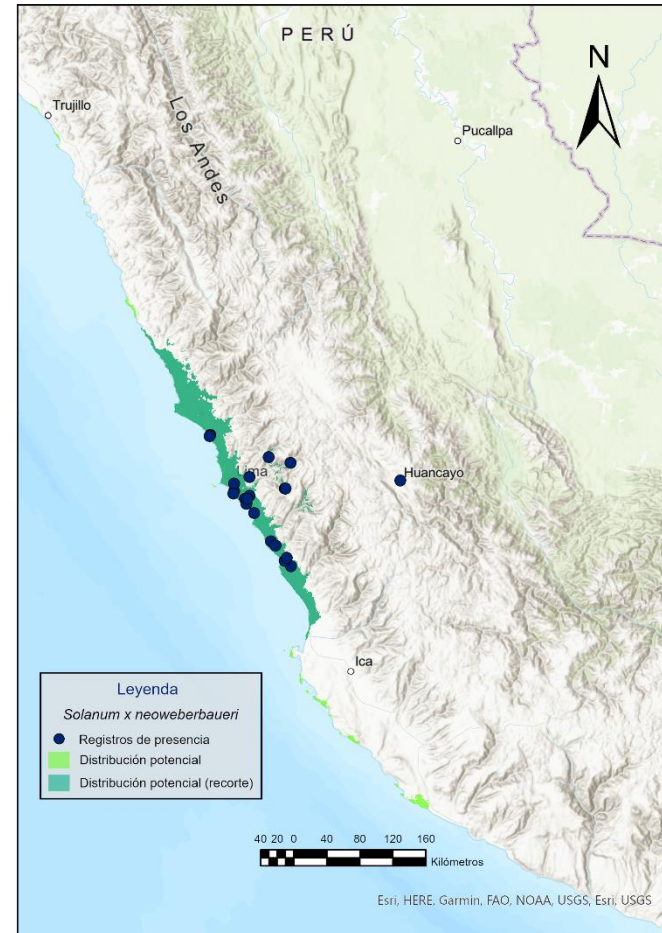 PERÚ
N
Trujillo
Los Andes
Pucallpa
Lima
Huancayo
Ica
Leyenda
Solanum x neoweberbaueri
Registros de presencia
Distribución potencial
Distribución potencial (recorte)
40 20 0 40 80 120 160
Kilómetros
Esri, HERE, Garmin, FAO, NOAA, USGS, Esri, USGS